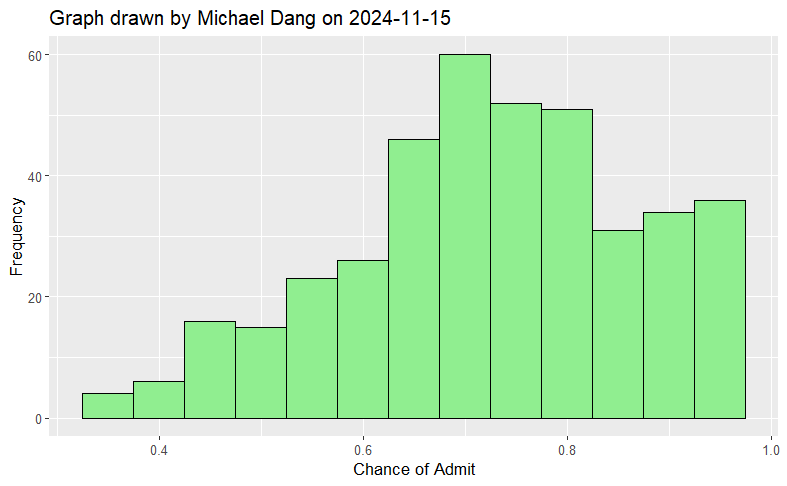 Graph drawn by Michael Dang on 2024-11-15
60
40
20
0
Frequency
0.4 0.6 0.8 1.0
Chance of Admit